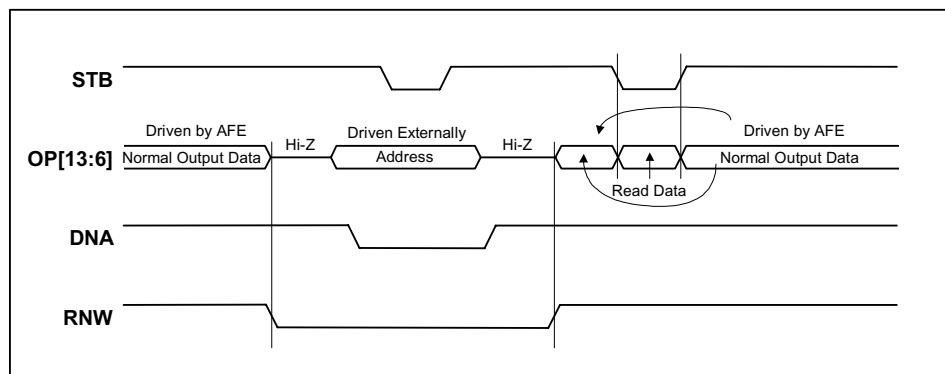 STB
Driven by AFE
Hi-Z
Driven Externally
Hi-Z
Driven by AFE
OP[13:6]
Normal Output Data
Address
Normal Output Data
Read Data
DNA
RNW